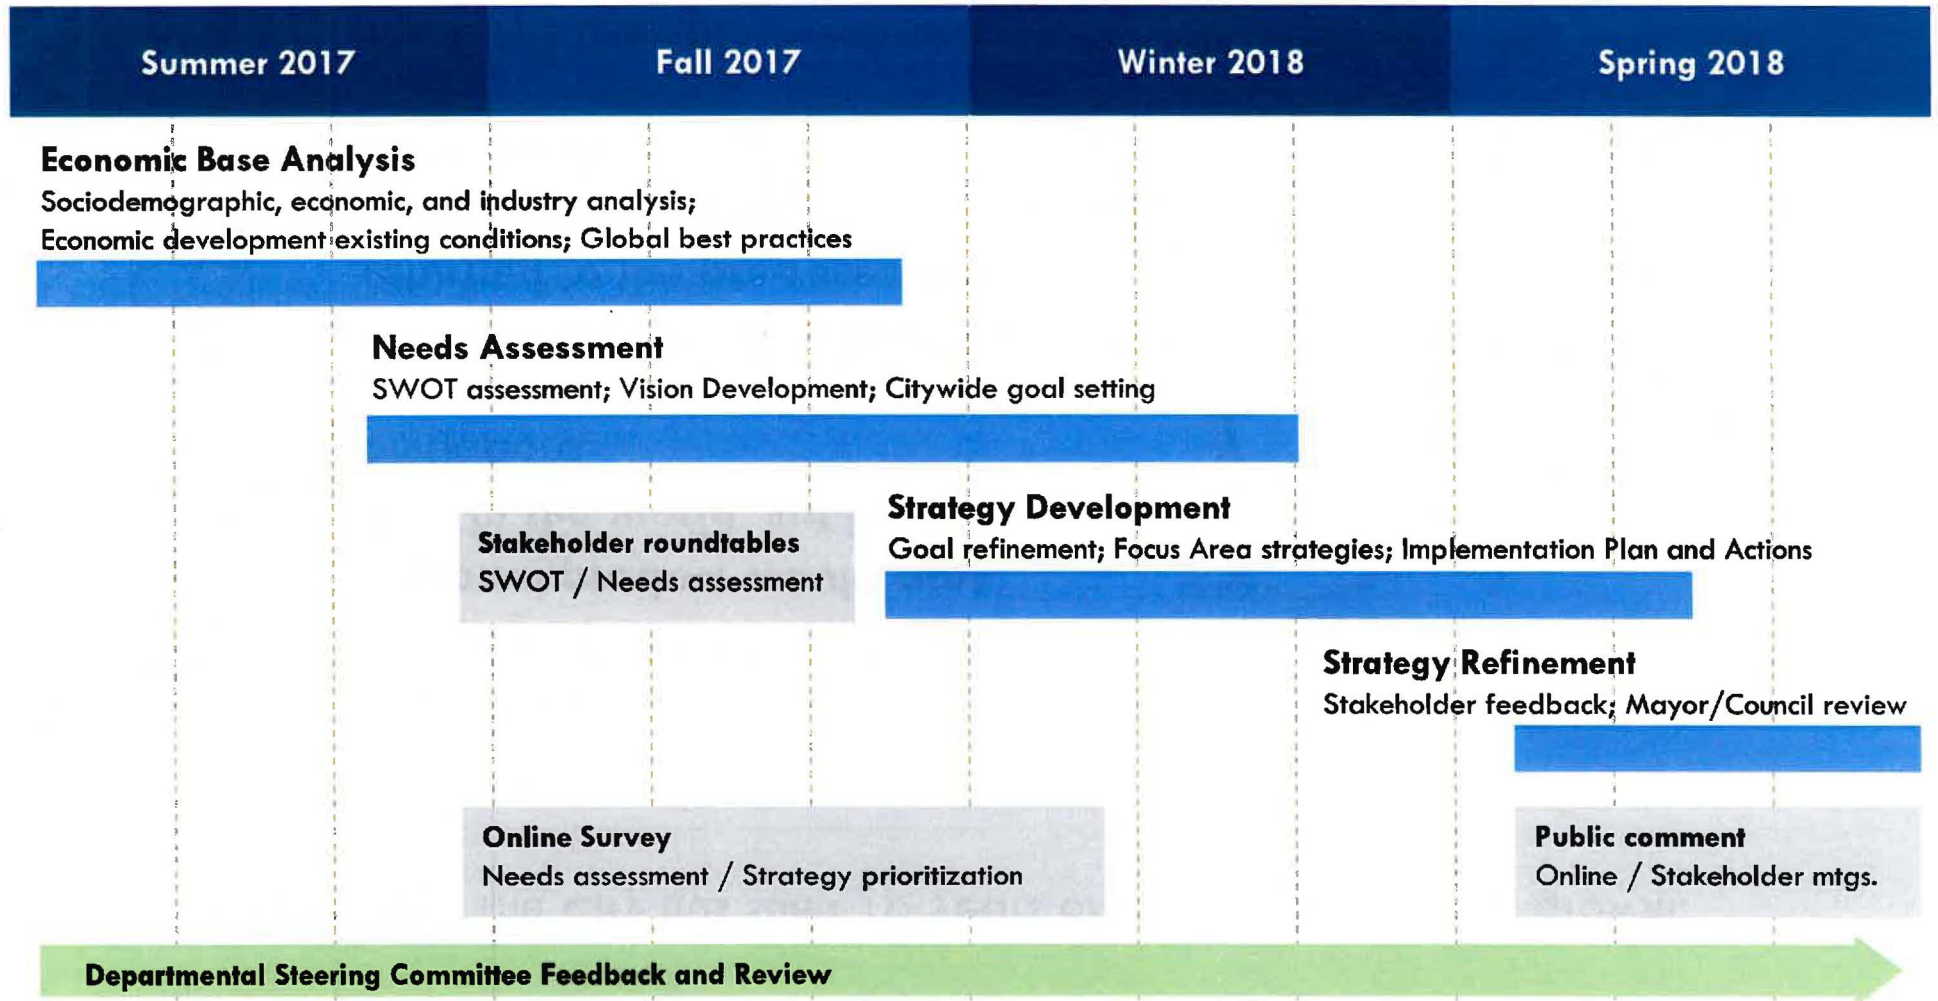 Summer 2017
Fall 2017
Winter 2018
Spring 2018
Economic Base Analysis
Sociodemographic, economic, and industry analysis;
Economic development existing conditions; Global best practices
Needs Assessment
SWOT assessment; Vision Development; Citywide goal setting
Stakeholder roundtables
SWOT / Needs assessment
Strategy Development
Goal refinement; Focus Area strategies; Implementation Plan and Actions
Strategy Refinement
Stakeholder feedback; Mayor/Council review
Online Survey
Needs assessment / Strategy prioritization
Public comment
Online / Stakeholder mtgs.
Departmental Steering Committee Feedback and Review